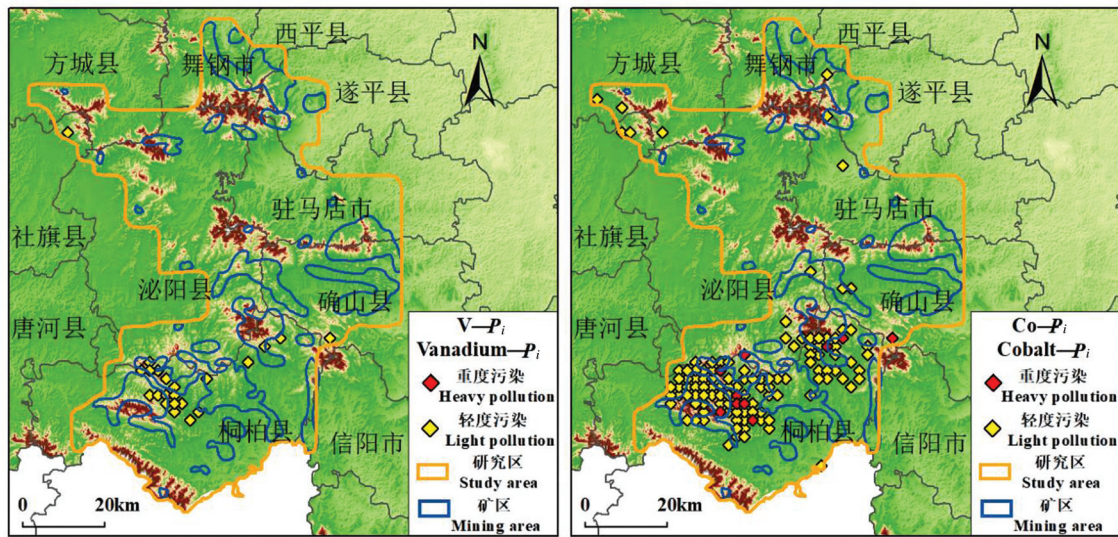 西平县
方城县
舞钢市
N
遂平县
驻马店市
社旗县
泌阳县
确山县
唐河县
桐柏县
信阳市
V—Pi
Vanadium—Pi
重度污染
Heavy pollution
轻度污染
Light pollution
研究区
Study area
矿区
Mining area
0 20km
西平县
方城县
舞钢市
N
遂平县
驻马店市
社旗县
泌阳县
确山县
唐河县
桐柏县
信阳市
Co—Pi
Cobalt—Pi
重度污染
Heavy pollution
轻度污染
Light pollution
研究区
Study area
矿区
Mining area
0 20km